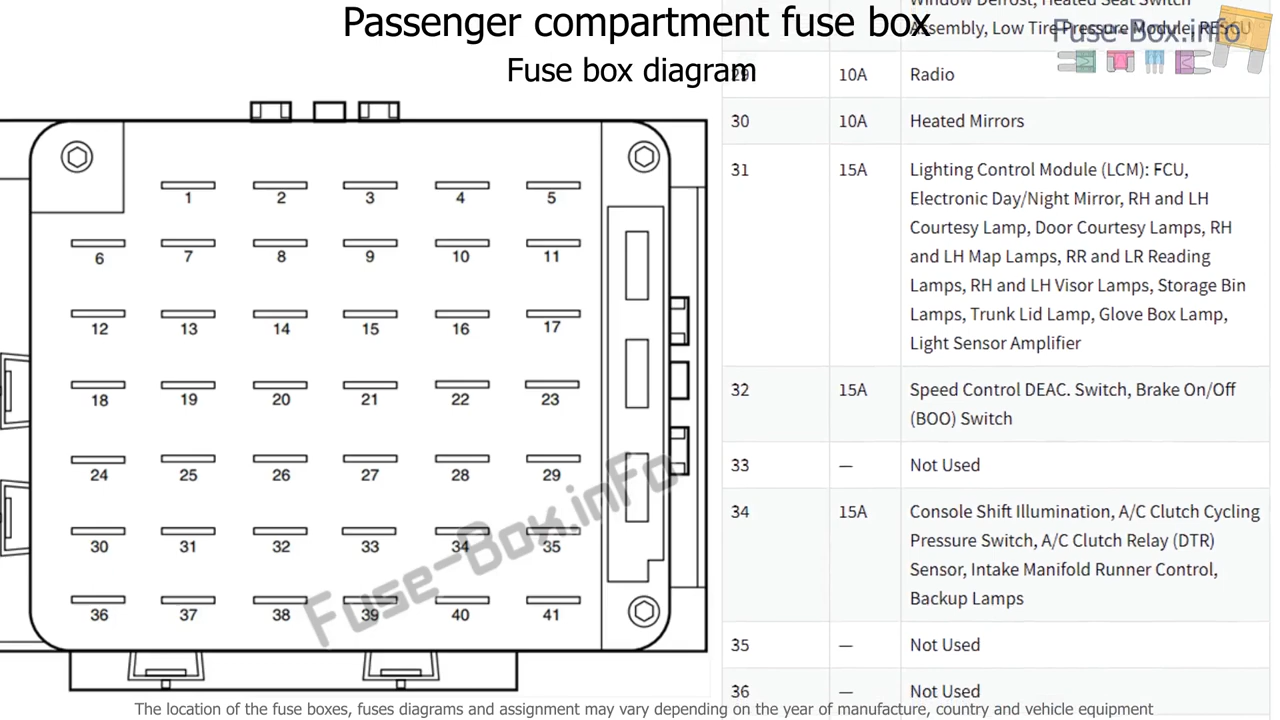 Passenger compartment fuse box
Fuse box diagram
Fuse-Box.info
1 2 3 4 5
6 7 8 9 10 11
12 13 14 15 16 17
18 19 20 21 22 23
24 25 26 27 28 29
30 31 32 33 34 35
36 37 38 39 40 41
Fuse-Box.inFo
Window Defrost, Heated Seat Switch
Assembly, Low Tire Pressure Module, RESCU
29 10A Radio
30 10A Heated Mirrors
31 15A Lighting Control Module (LCM): FCU,
Electronic Day/Night Mirror, RH and LH
Courtesy Lamp, Door Courtesy Lamps, RH
and LH Map Lamps, RR and LR Reading
Lamps, RH and LH Visor Lamps, Storage Bin
Lamps, Trunk Lid Lamp, Glove Box Lamp,
Light Sensor Amplifier
32 15A Speed Control DEAC. Switch, Brake On/Off
(BOO) Switch
33 — Not Used
34 15A Console Shift Illumination, A/C Clutch Cycling
Pressure Switch, A/C Clutch Relay (DTR)
Sensor, Intake Manifold Runner Control,
Backup Lamps
35 — Not Used
36 — Not Used
The location of the fuse boxes, fuses diagrams and assignment may vary depending on the year of manufacture, country and vehicle equipment